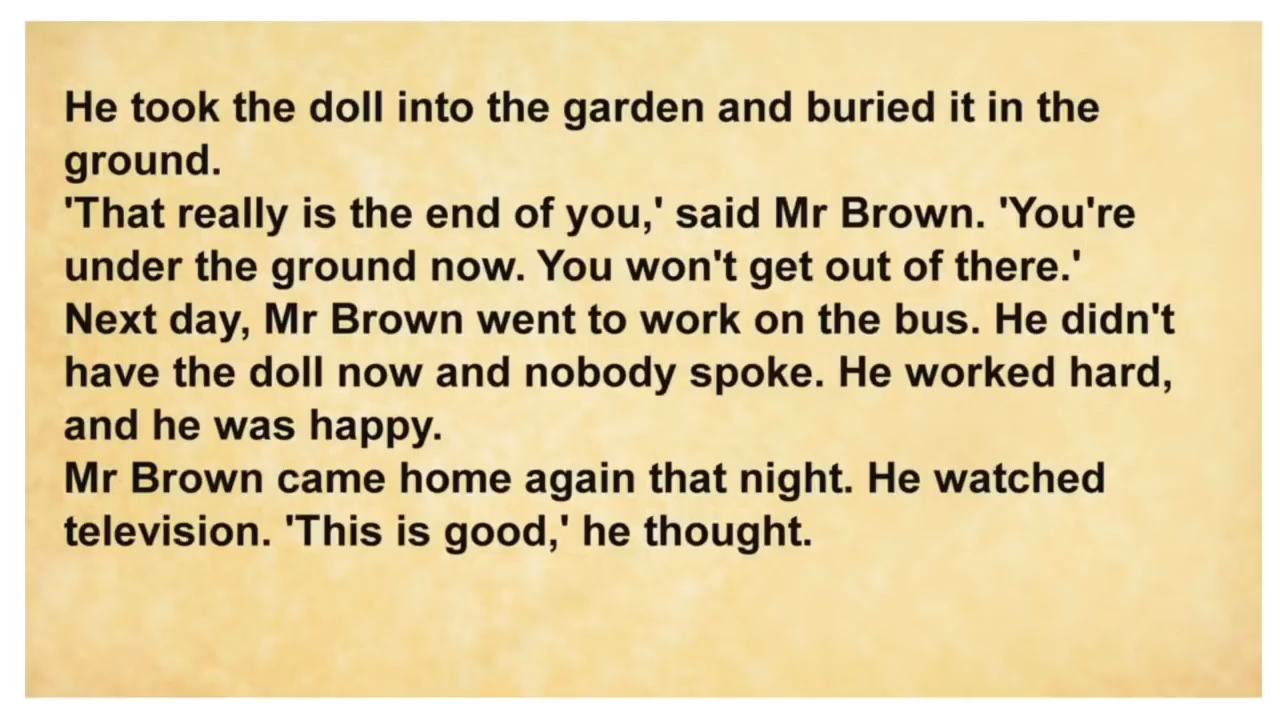 He took the doll into the garden and buried it in the
ground.
'That really is the end of you,' said Mr Brown. 'You're
under the ground now. You won't get out of there.'
Next day, Mr Brown went to work on the bus. He didn't
have the doll now and nobody spoke. He worked hard,
and he was happy.
Mr Brown came home again that night. He watched
television. 'This is good,' he thought.